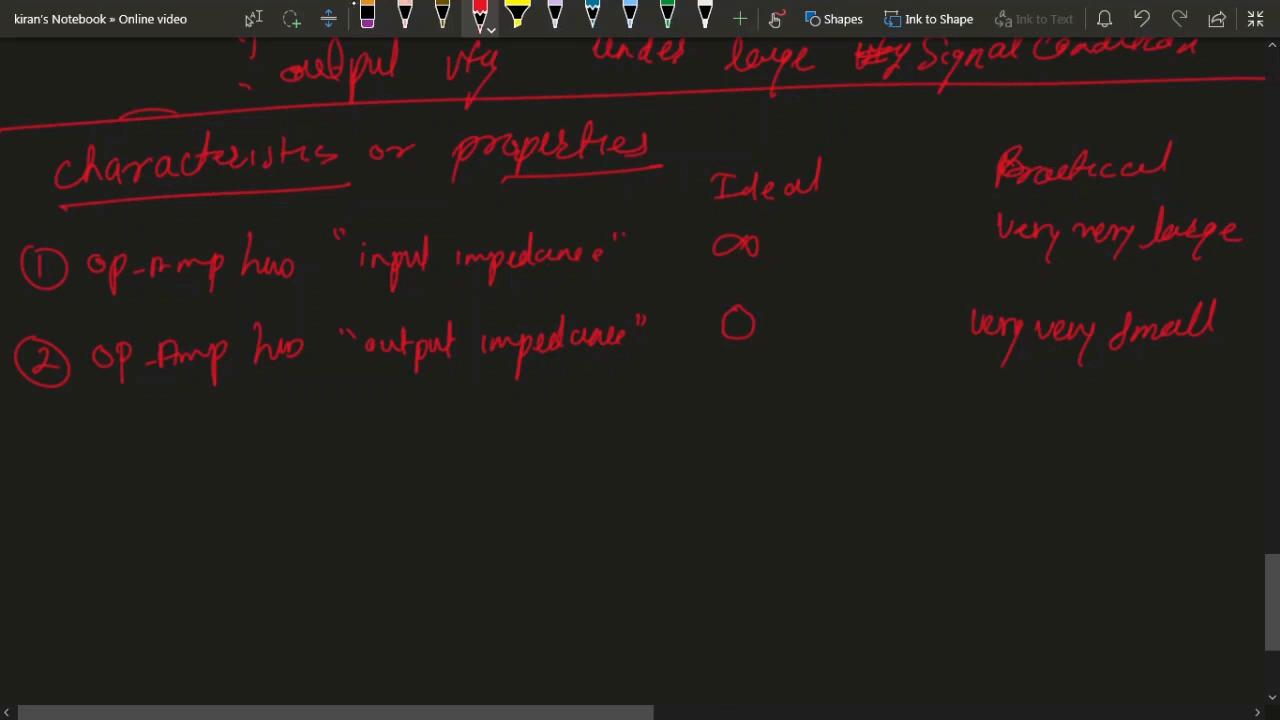 kiran's Notebook » Online video
Shapes
Ink to Shape
Ink to Text
output vtg under large Signal Condition
characteristics or properties
Ideal Practical
① op-Amp has "input impedance" ∞ very very large
② op-Amp has "output impedance" 0 very very small